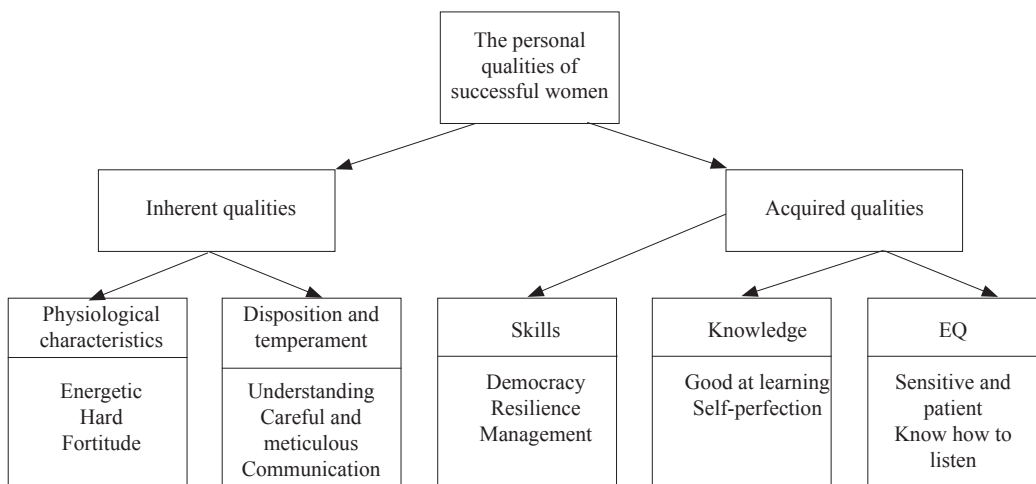 The personal
qualities of
successful women
Inherent qualities
Acquired qualities
Physiological
characteristics
Energetic
Hard
Fortitude
Disposition and
temperament
Understanding
Careful and
meticulous
Communication
Skills
Democracy
Resilience
Management
Knowledge
Good at learning
Self-perfection
EQ
Sensitive and
patient
Know how to
listen